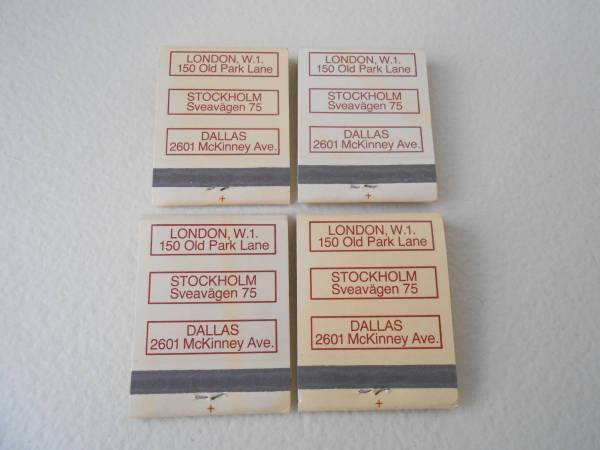 LONDON, W.1.
150 Old Park Lane
STOCKHOLM
Sveavägen 75
DALLAS
2601 McKinney Ave.
LONDON, W.1.
150 Old Park Lane
STOCKHOLM
Sveavägen 75
DALLAS
2601 McKinney Ave.
LONDON, W.1.
150 Old Park Lane
STOCKHOLM
Sveavägen 75
DALLAS
2601 McKinney Ave.
LONDON, W.1.
150 Old Park Lane
STOCKHOLM
Sveavägen 75
DALLAS
2601 McKinney Ave.